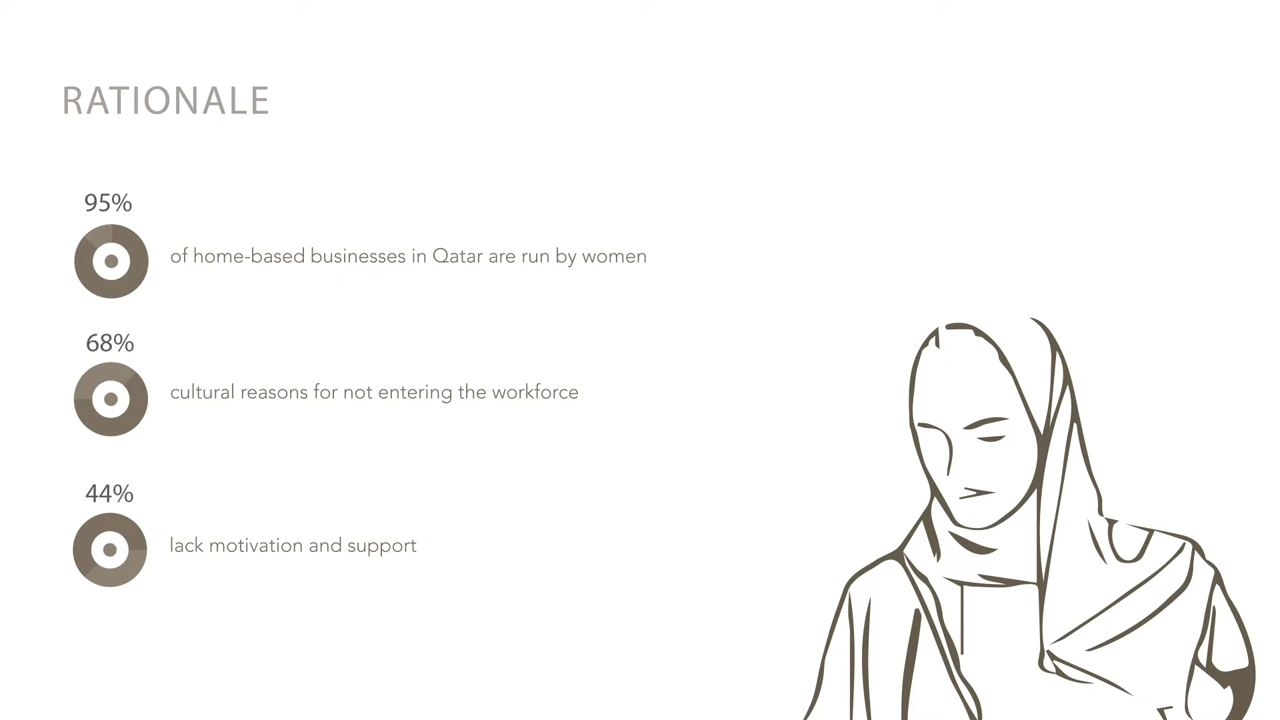 RATIONALE
95%
of home-based businesses in Qatar are run by women
68%
cultural reasons for not entering the workforce
44%
lack motivation and support